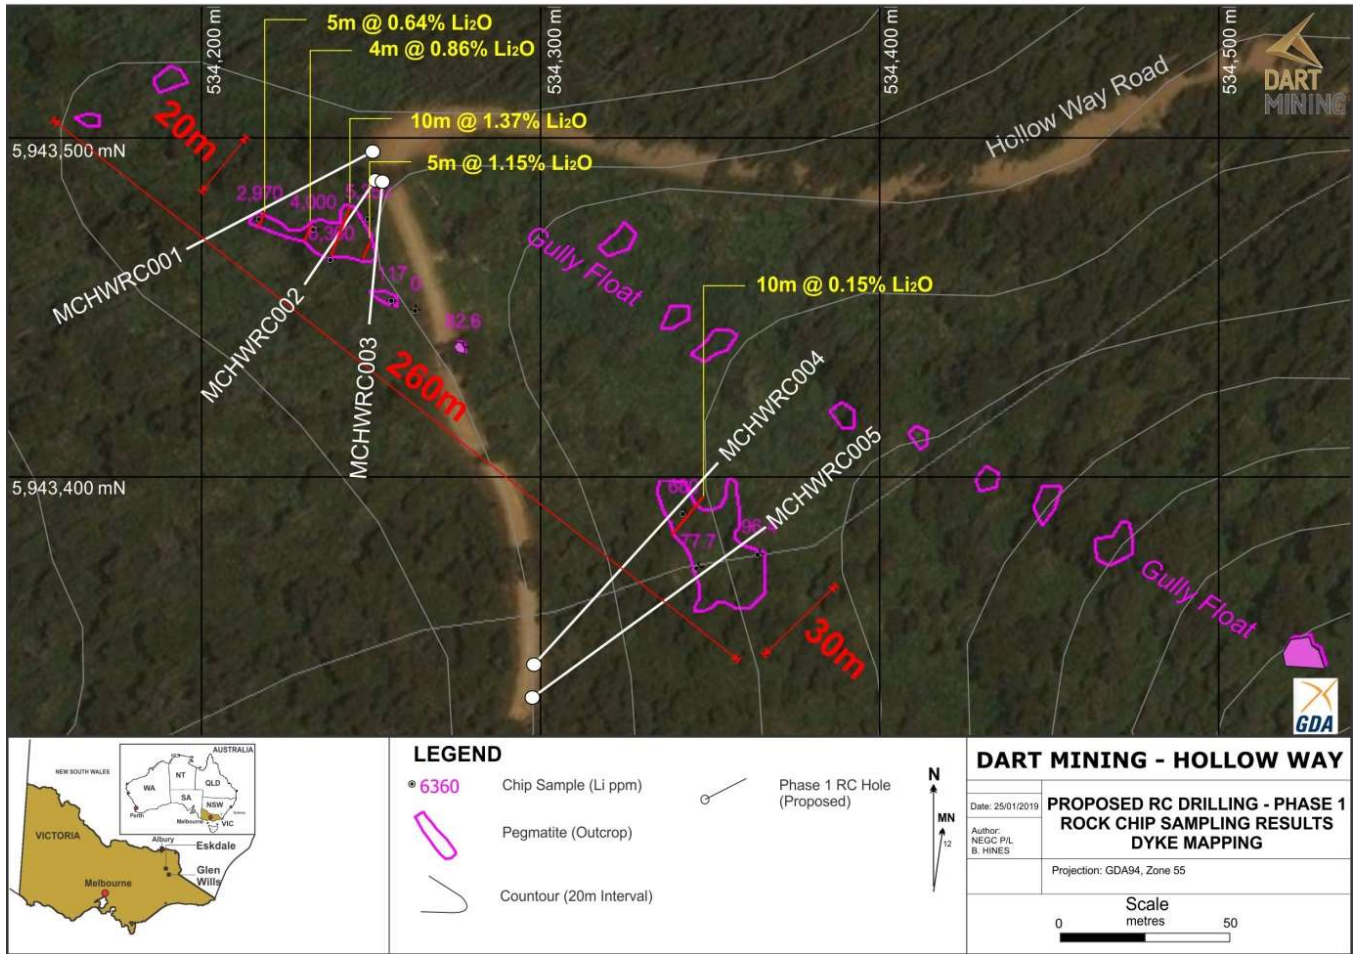 5m @ 0.64% Li2O
4m @ 0.86% Li2O
10m @ 1.37% Li2O
5m @ 1.15% Li2O
10m @ 0.15% Li2O
534,200 m
534,300 m
534,400 m
534,500 m
DART
MINING
Hollow Way Road
5,943,500 mN
5,943,400 mN
20m
260m
30m
2,970
4,000
117
0
77.7
Gully Float
Gully Float
MCHWRC001
MCHWRC002
MCHWRC003
MCHWRC004
MCHWRC005
GDA
NEW SOUTH WALES
VICTORIA
Melbourne
Albury
Eskdale
Glen
Wills
AUSTRALIA
NT
QLD
WA
SA
NSW
VIC
Perth
Melbourne
LEGEND
6360
Chip Sample (Li ppm)
Pegmatite (Outcrop)
Countour (20m Interval)
Phase 1 RC Hole
(Proposed)
N
MN
12
DART MINING - HOLLOW WAY
Date: 25/01/2019
Author:
NEGC P/L
B. HINES
PROPOSED RC DRILLING - PHASE 1
ROCK CHIP SAMPLING RESULTS
DYKE MAPPING
Projection: GDA94, Zone 55
Scale
metres
0
50